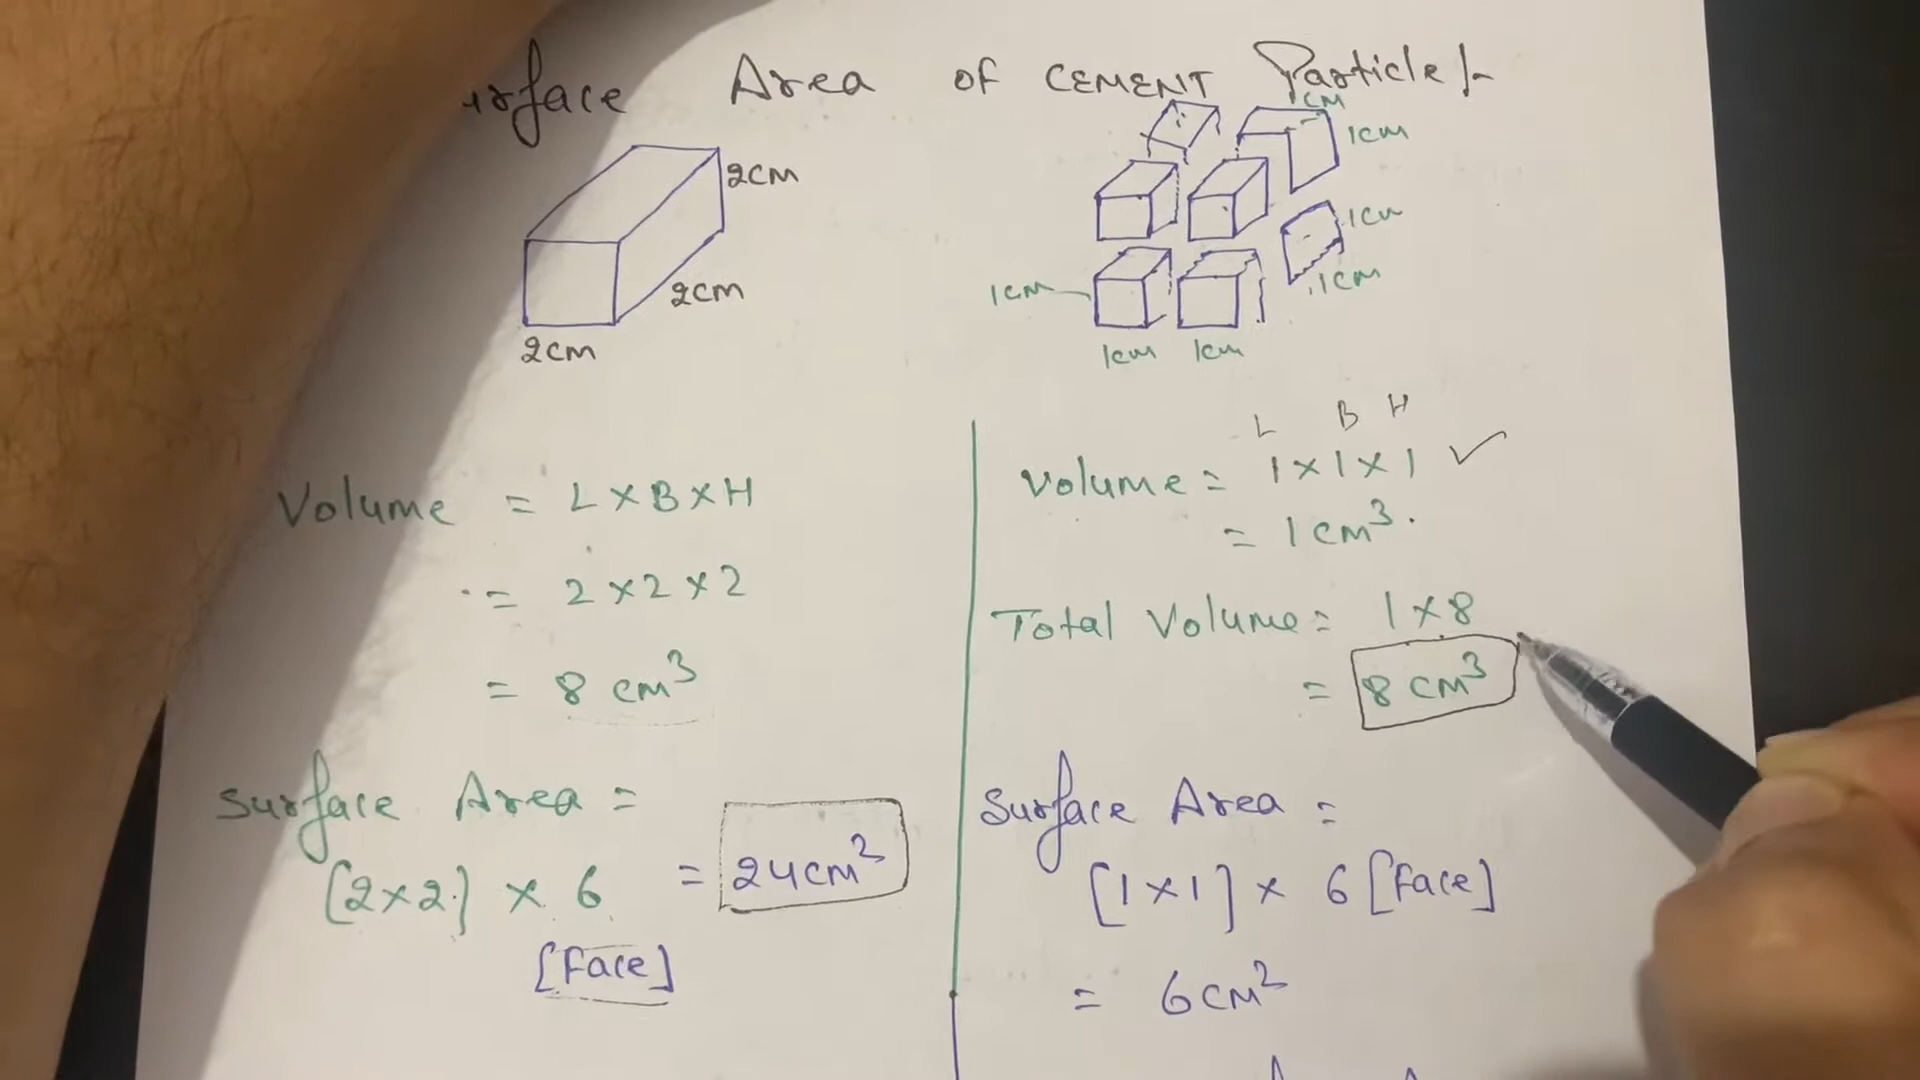 rface Area of CEMENT Particle :-
2cm
2cm
2cm
1cm
1cm
1cm
1cm
1cm
1cm 1cm
Volume = L × B × H
= 2 × 2 × 2
= 8 cm³
Surface Area =
[2×2] × 6 = 24cm²
[Face]
L B H
Volume = 1 × 1 × 1 ✓
= 1 cm³.
Total Volume = 1 × 8
= 8 cm³
Surface Area =
[1 × 1] × 6 [Face]
= 6cm²